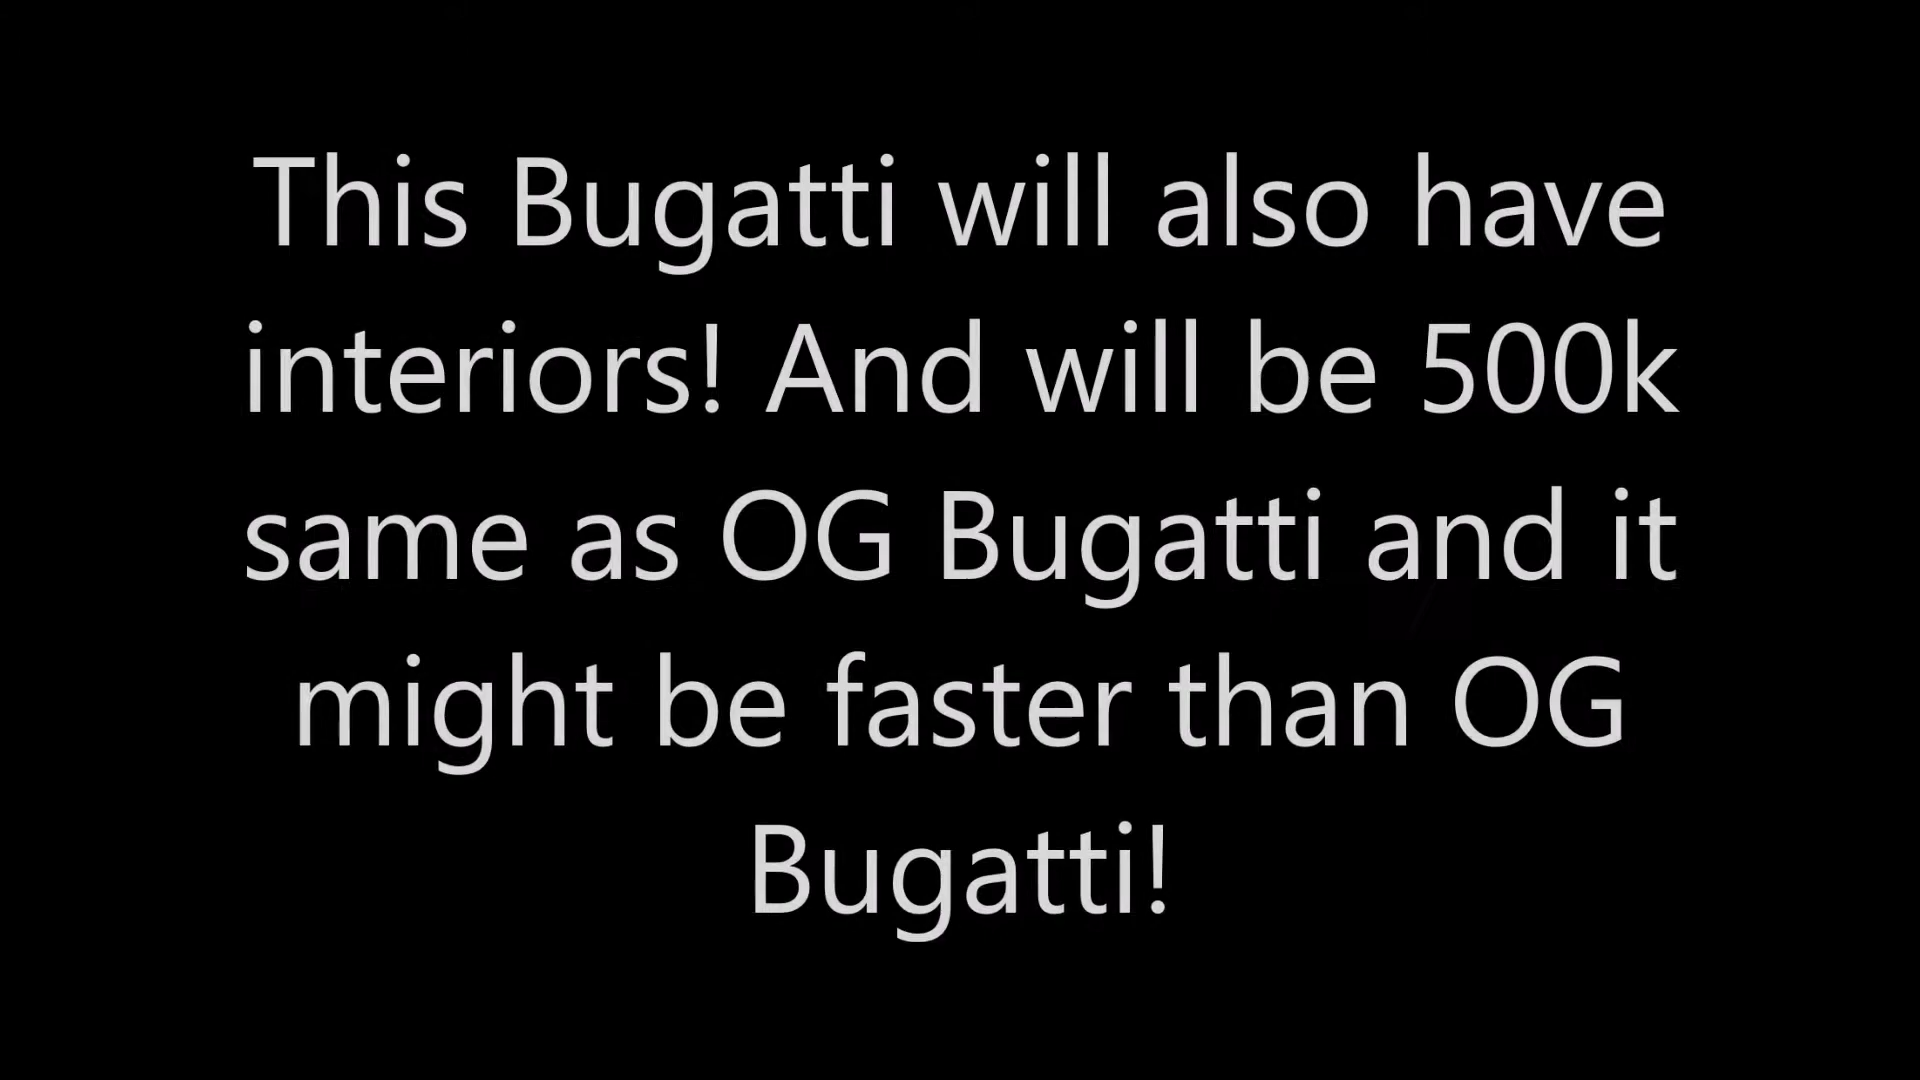 This Bugatti will also have
interiors! And will be 500k
same as OG Bugatti and it
might be faster than OG
Bugatti!